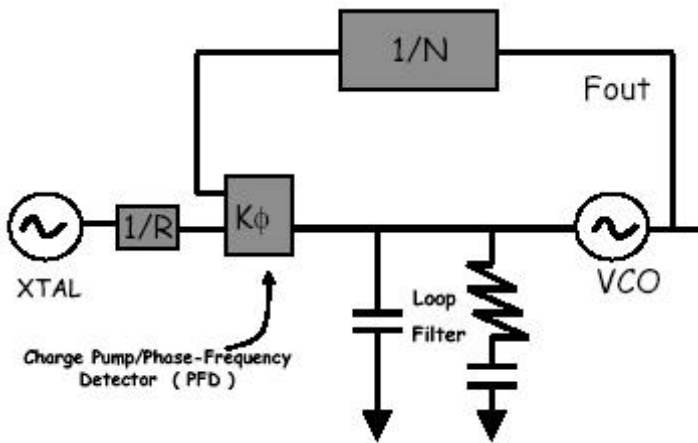 1/N
Fout
Kϕ
1/R
XTAL
VCO
Loop
Filter
Charge Pump/Phase-Frequency
Detector ( PFD )